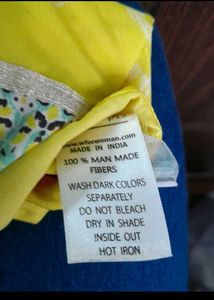 www.wforwoman.com
MADE IN INDIA
100 % MAN MADE
FIBERS
WASH DARK COLORS
SEPARATELY
DO NOT BLEACH
DRY IN SHADE
INSIDE OUT
HOT IRON